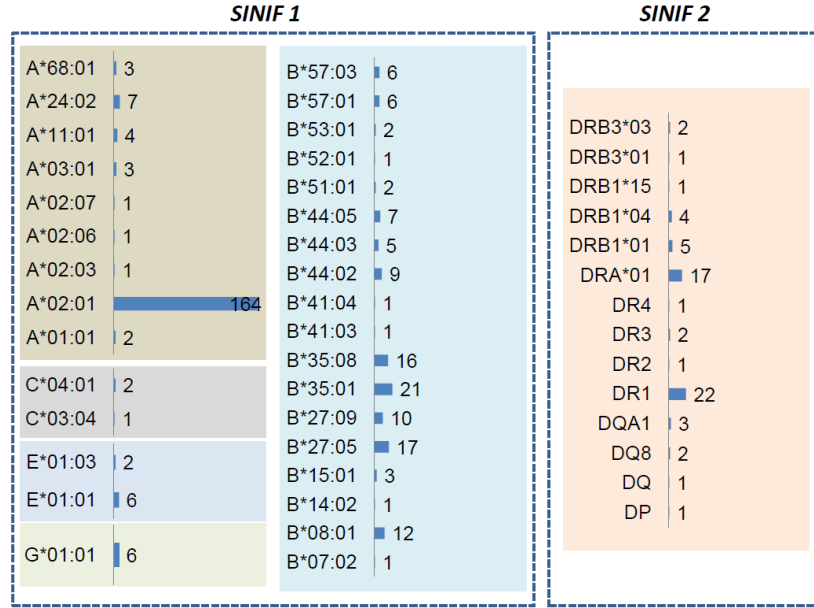 SINIF 1
A*68:01 3
A*24:02 7
A*11:01 4
A*03:01 3
A*02:07 1
A*02:06 1
A*02:03 1
A*02:01 164
A*01:01 2
C*04:01 2
C*03:04 1
E*01:03 2
E*01:01 6
G*01:01 6
B*57:03 6
B*57:01 6
B*53:01 2
B*52:01 1
B*51:01 2
B*44:05 7
B*44:03 5
B*44:02 9
B*41:04 1
B*41:03 1
B*35:08 16
B*35:01 21
B*27:09 10
B*27:05 17
B*15:01 3
B*14:02 1
B*08:01 12
B*07:02 1
SINIF 2
DRB3*03 2
DRB3*01 1
DRB1*15 1
DRB1*04 4
DRB1*01 5
DRA*01 17
DR4 1
DR3 2
DR2 1
DR1 22
DQA1 3
DQ8 2
DQ 1
DP 1